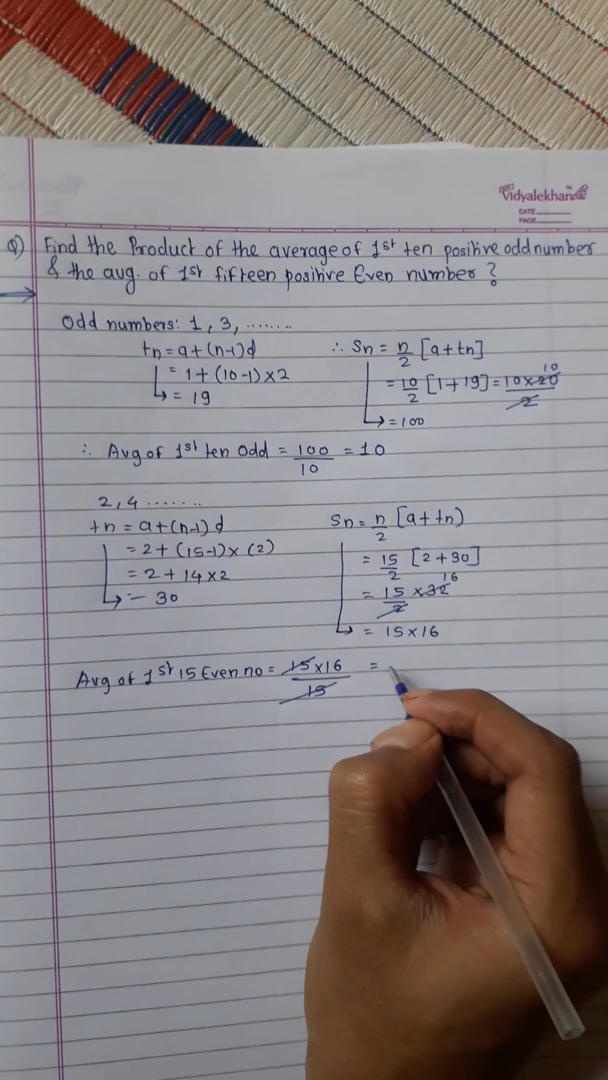 Vidyalekhan
DATE
PAGE
Q) Find the Product of the average of 1st ten positive odd number
& the avg. of 1st fifteen positive Even number ?
Odd numbers: 1, 3, ........
tn = a+(n-1)d
= 1+(10-1)×2
= 19
∴ Sn = n/2 [a+tn]
= 10/2 [1+19] = 10×20/2 10
= 100
∴ Avg of 1st ten Odd = 100/10 = 10
2, 4 .......
tn = a+(n-1)d
= 2+(15-1)×(2)
= 2+14×2
= 30
Sn = n/2 [a+tn)
= 15/2 [2+30]
= 15/2 ×32 16
= 15×16
Avg of 1st 15 Even no = 15×16/15 =